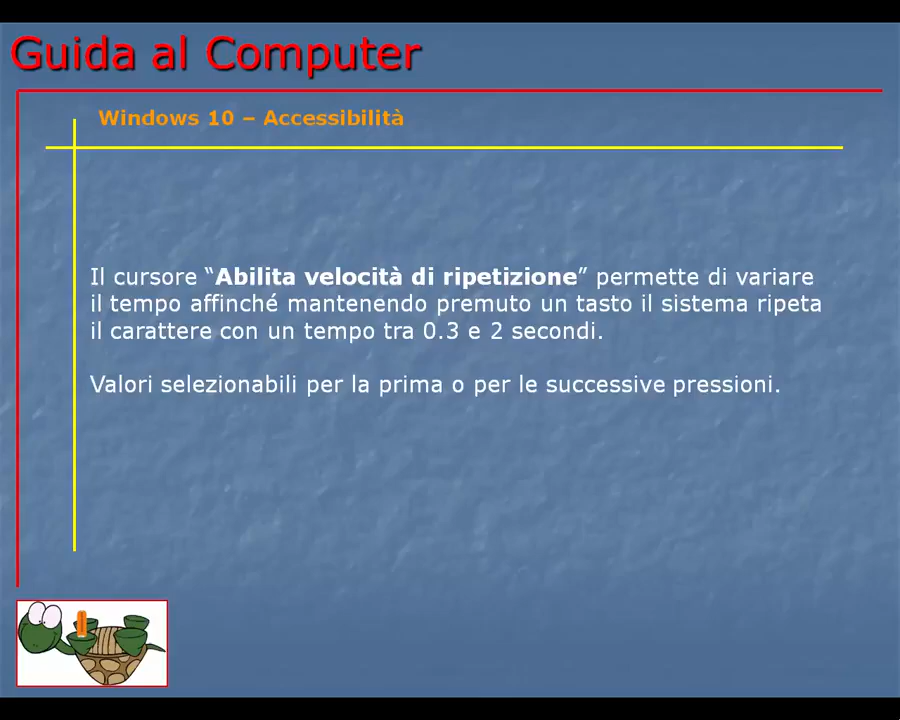 Guida al Computer
Windows 10 – Accessibilità
Il cursore “Abilita velocità di ripetizione” permette di variare
il tempo affinché mantenendo premuto un tasto il sistema ripeta
il carattere con un tempo tra 0.3 e 2 secondi.
Valori selezionabili per la prima o per le successive pressioni.